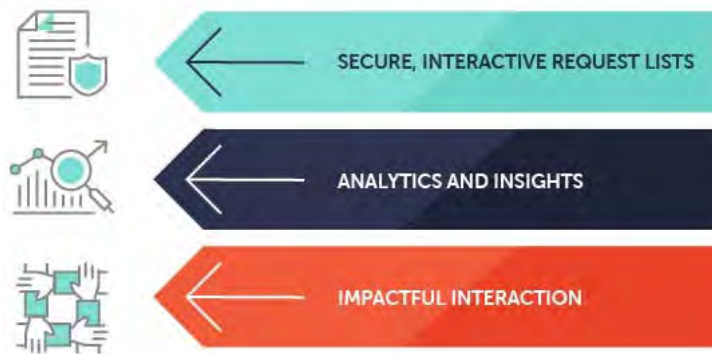 SECURE, INTERACTIVE REQUEST LISTS
ANALYTICS AND INSIGHTS
IMPACTFUL INTERACTION